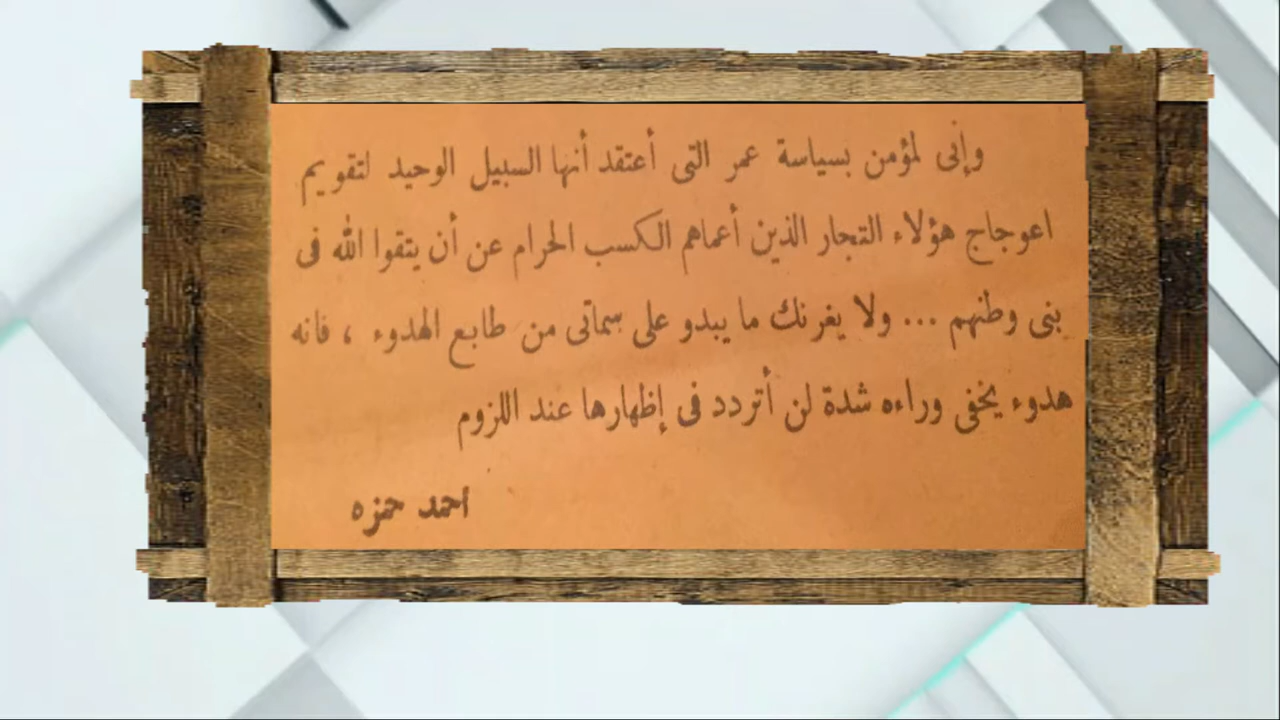 وإنى لمؤمن بسياسة عمر التى أعتقد أنها السبيل الوحيد لتقويم
اعوجاج هؤلاء التجار الذين أعماهم الكسب الحرام عن أن يتقوا الله فى
بنى وطنهم ... ولا يغرنك ما يبدو على سماتى من طابع الهدوء ، فانه
هدوء يخفى وراءه شدة لن أتردد فى إظهارها عند اللزوم
احمد حمزه